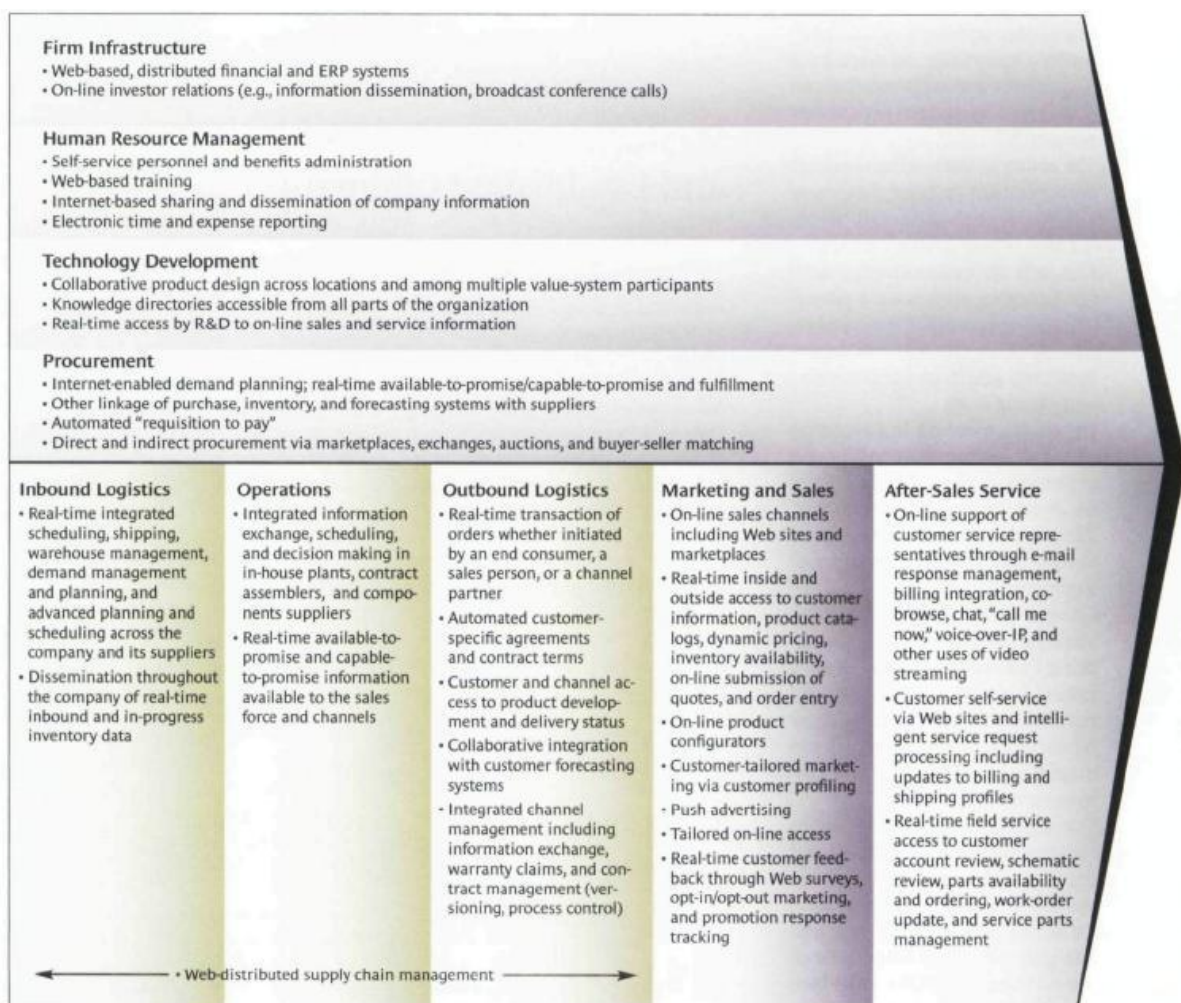 Firm Infrastructure
• Web-based, distributed financial and ERP systems
• On-line investor relations (e.g., information dissemination, broadcast conference calls)
Human Resource Management
• Self-service personnel and benefits administration
• Web-based training
• Internet-based sharing and dissemination of company information
• Electronic time and expense reporting
Technology Development
• Collaborative product design across locations and among multiple value-system participants
• Knowledge directories accessible from all parts of the organization
• Real-time access by R&D to on-line sales and service information
Procurement
• Internet-enabled demand planning; real-time available-to-promise/capable-to-promise and fulfillment
• Other linkage of purchase, inventory, and forecasting systems with suppliers
• Automated "requisition to pay"
• Direct and indirect procurement via marketplaces, exchanges, auctions, and buyer-seller matching
Inbound Logistics
• Real-time integrated
scheduling, shipping,
warehouse management,
demand management
and planning, and
advanced planning and
scheduling across the
company and its suppliers
• Dissemination throughout
the company of real-time
inbound and in-progress
inventory data
Operations
• Integrated information
exchange, scheduling,
and decision making in
in-house plants, contract
assemblers, and compo-
nents suppliers
• Real-time available-to-
promise and capable-
to-promise information
available to the sales
force and channels
Outbound Logistics
• Real-time transaction of
orders whether initiated
by an end consumer, a
sales person, or a channel
partner
• Automated customer-
specific agreements
and contract terms
• Customer and channel ac-
cess to product develop-
ment and delivery status
• Collaborative integration
with customer forecasting
systems
- Integrated channel
management including
information exchange,
warranty claims, and con-
tract management (ver-
sioning, process control)
Marketing and Sales
• On-line sales channels
including Web sites and
marketplaces
• Real-time inside and
outside access to customer
information, product cata-
logs, dynamic pricing,
inventory availability,
on-line submission of
quotes, and order entry
• On-line product
configurators
• Customer-tailored market-
ing via customer profiling
- Push advertising
• Tailored on-line access
• Real-time customer feed-
back through Web surveys,
opt-in/opt-out marketing,
and promotion response
tracking
After-Sales Service
• On-line support of
customer service repre-
sentatives through e-mail
response management,
billing integration, co-
browse, chat, "call me
now," voice-over-IP, and
other uses of video
streaming
• Customer self-service
via Web sites and intelli-
gent service request
processing including
updates to billing and
shipping profiles
• Real-time field service
access to customer
account review, schematic
review, parts availability
and ordering, work-order
update, and service parts
management
• Web-distributed supply chain management